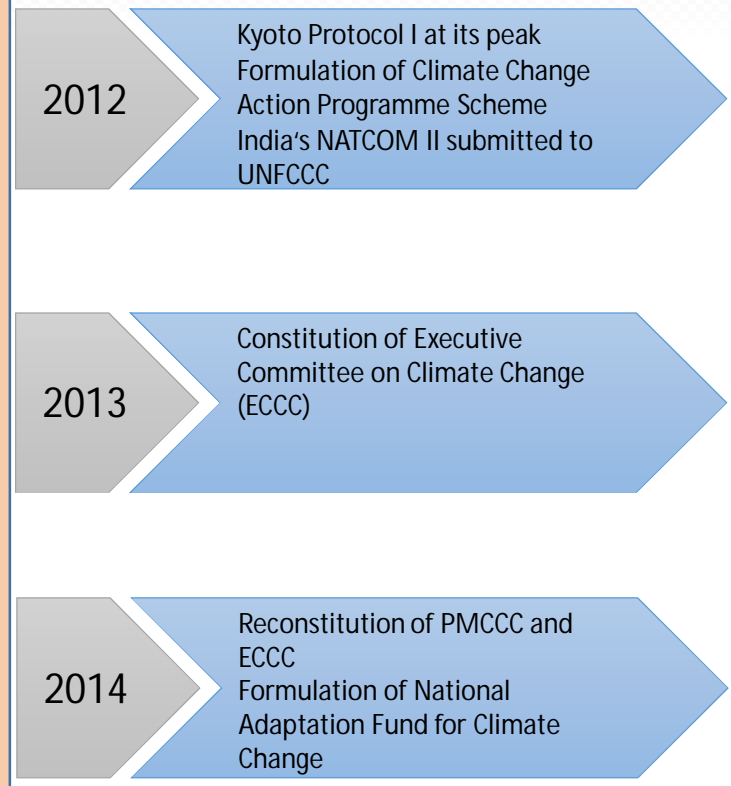 2012
Kyoto Protocol I at its peak
Formulation of Climate Change
Action Programme Scheme
India‘s NATCOM II submitted to
UNFCCC
2013
Constitution of Executive
Committee on Climate Change
(ECCC)
2014
Reconstitution of PMCCC and
ECCC
Formulation of National
Adaptation Fund for Climate
Change